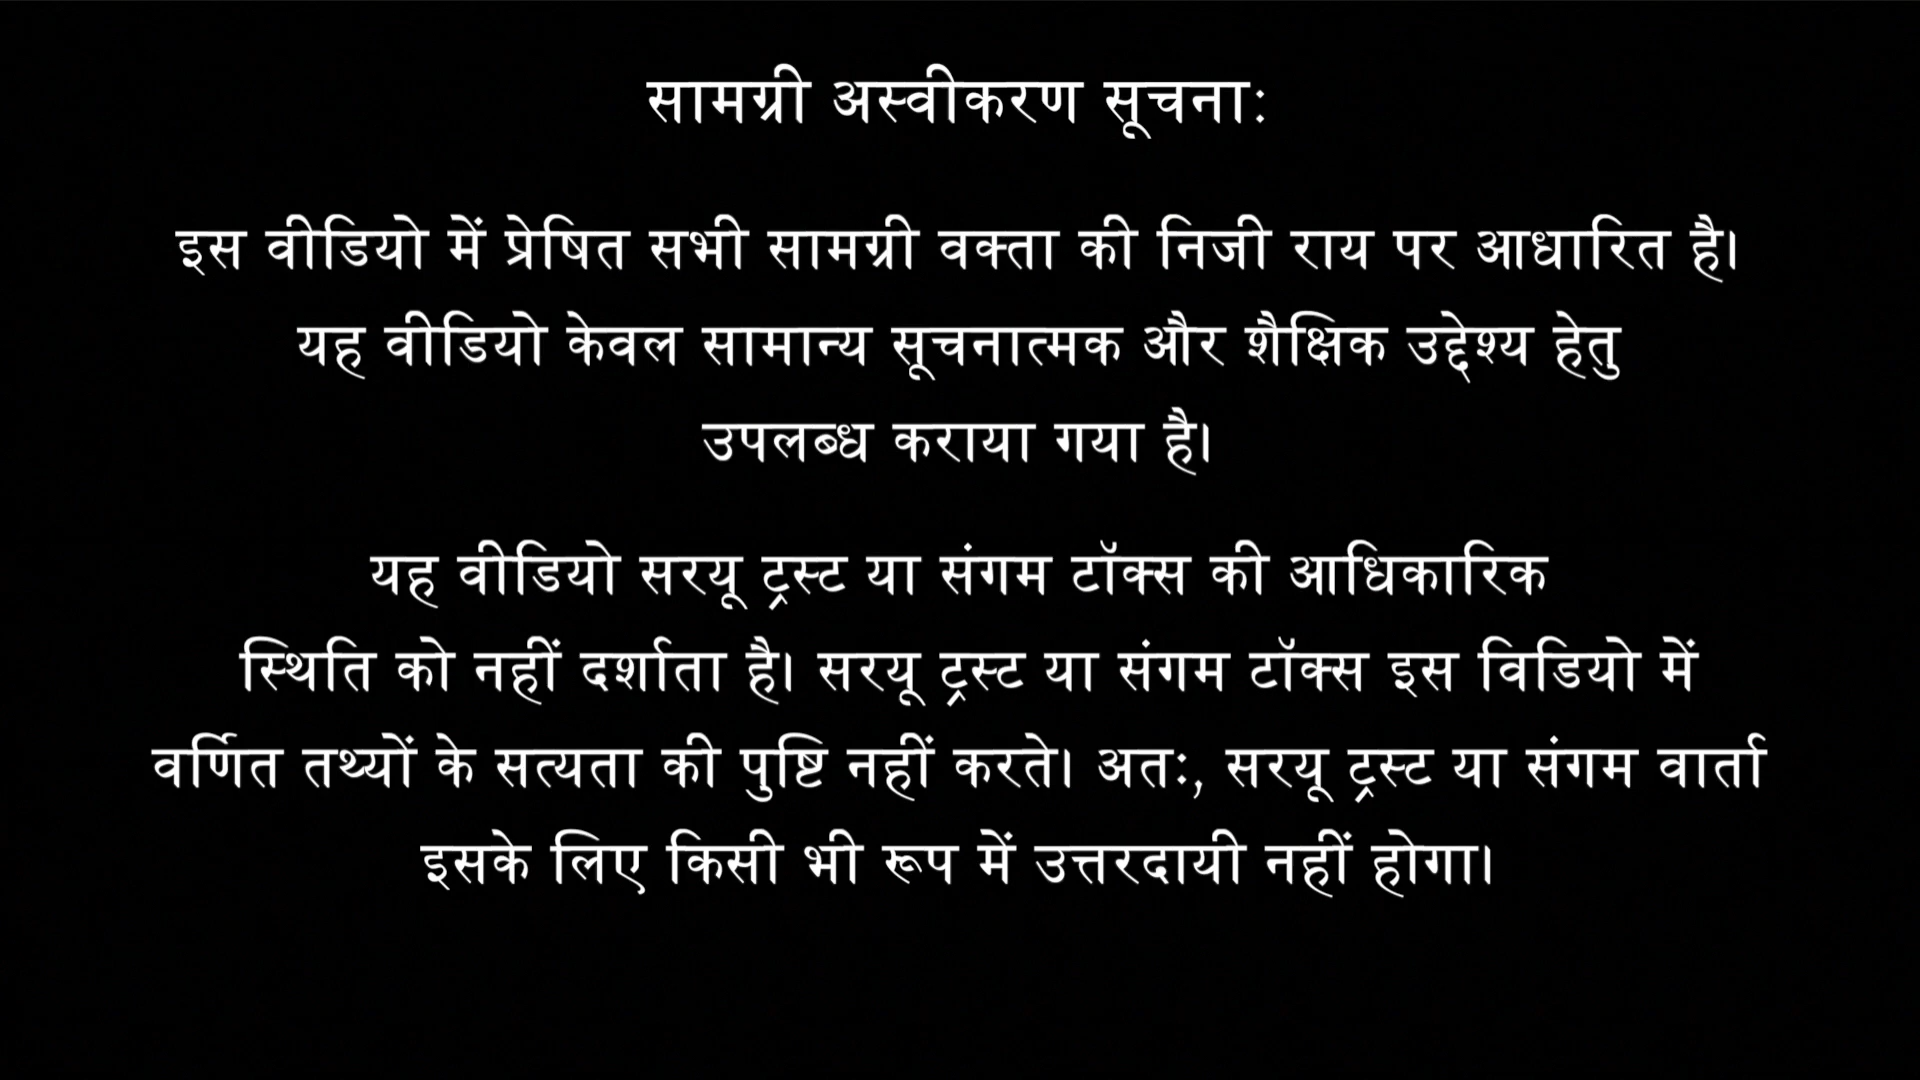 सामग्री अस्वीकरण सूचनाः
इस वीडियो में प्रेषित सभी सामग्री वक्ता की निजी राय पर आधारित है।
यह वीडियो केवल सामान्य सूचनात्मक और शैक्षिक उद्देश्य हेतु
उपलब्ध कराया गया है।
यह वीडियो सरयू ट्रस्ट या संगम टॉक्स की आधिकारिक
स्थिति को नहीं दर्शाता है। सरयू ट्रस्ट या संगम टॉक्स इस विडियो में
वर्णित तथ्यों के सत्यता की पुष्टि नहीं करते। अतः, सरयू ट्रस्ट या संगम वार्ता
इसके लिए किसी भी रूप में उत्तरदायी नहीं होगा।